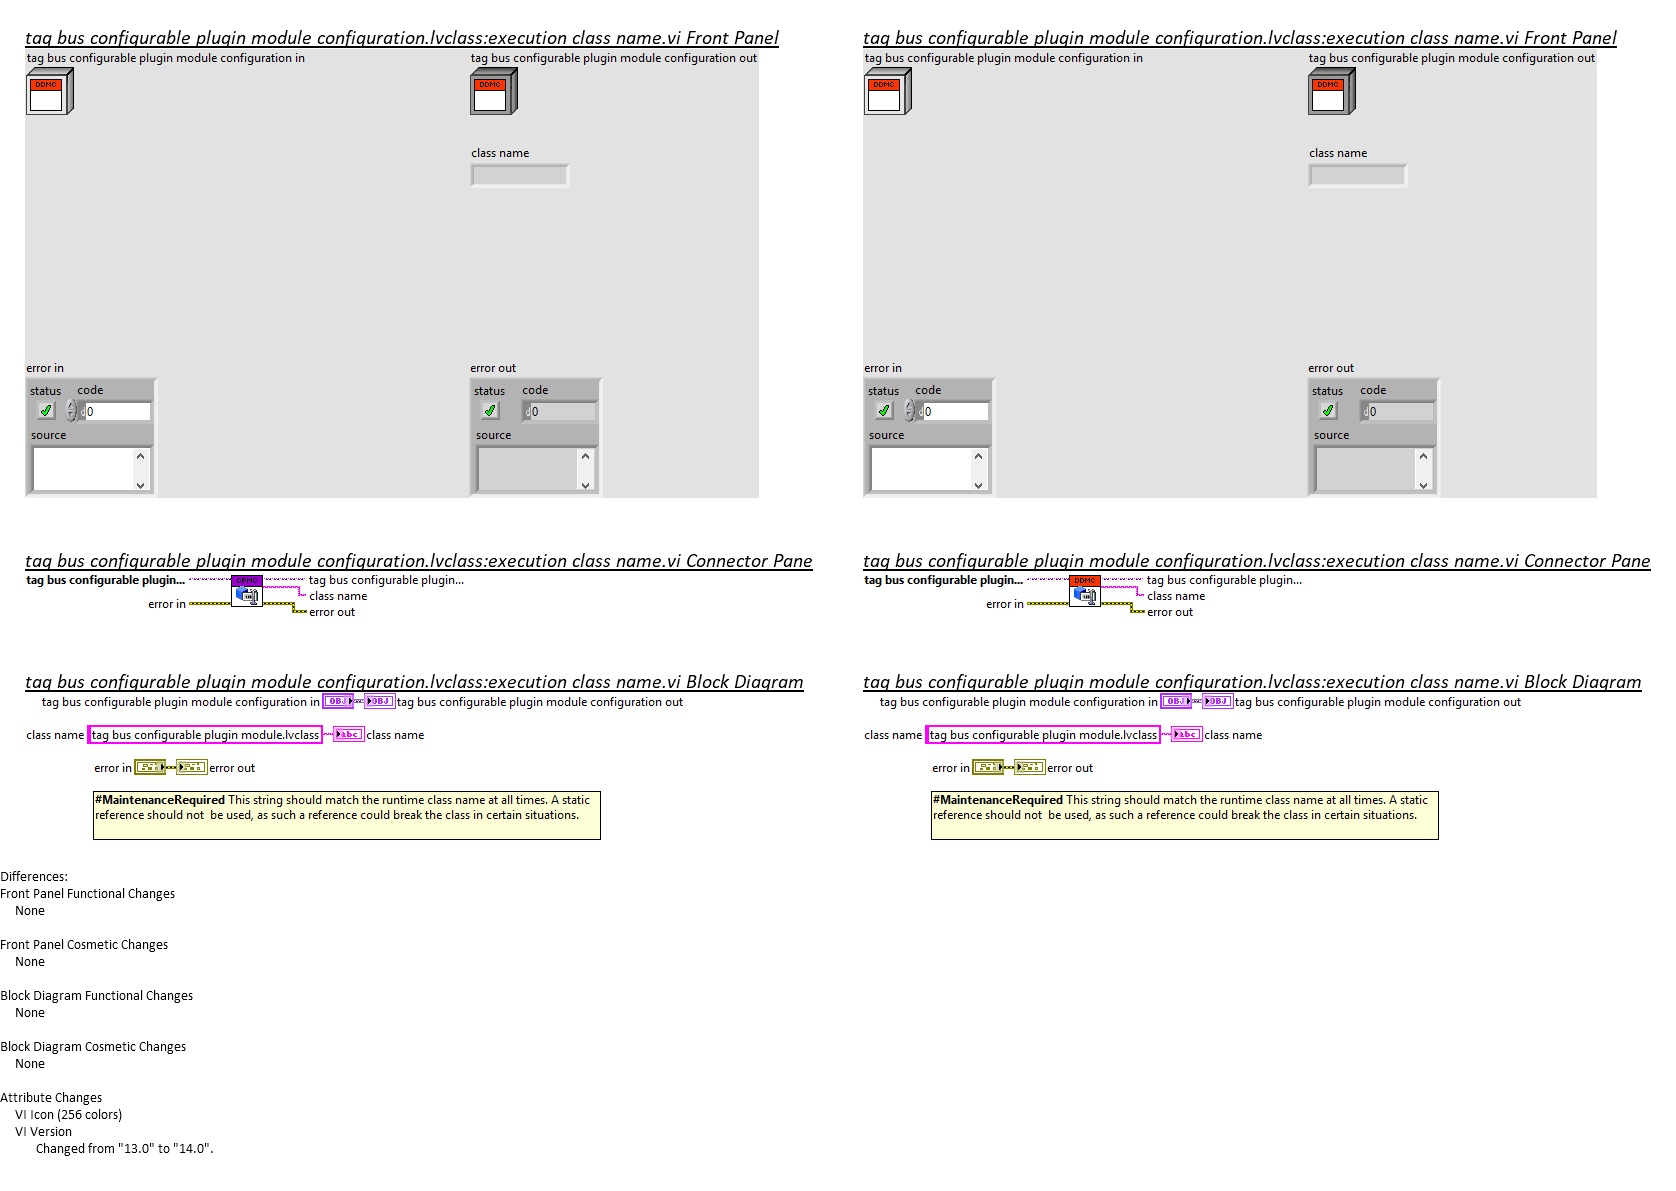 tag bus configurable plugin module configuration.lvclass:execution class name.vi Front Panel
tag bus configurable plugin module configuration in
tag bus configurable plugin module configuration out
DDMC
DDMC
class name
error in
error out
status code
0
source
status code
d0
source
tag bus configurable plugin module configuration.lvclass:execution class name.vi Front Panel
tag bus configurable plugin module configuration in
tag bus configurable plugin module configuration out
DDMC
DDMC
class name
error in
error out
status code
d0
source
status code
d0
source
tag bus configurable plugin module configuration.lvclass:execution class name.vi Connector Pane
tag bus configurable plugin...
CPMC
tag bus configurable plugin...
class name
error in
error out
tag bus configurable plugin module configuration.lvclass:execution class name.vi Connector Pane
tag bus configurable plugin...
DDMC
tag bus configurable plugin...
class name
error in
error out
tag bus configurable plugin module configuration.lvclass:execution class name.vi Block Diagram
tag bus configurable plugin module configuration in OBJ OBJ tag bus configurable plugin module configuration out
class name tag bus configurable plugin module.lvclass abc class name
error in error out
#MaintenanceRequired This string should match the runtime class name at all times. A static
reference should not  be used, as such a reference could break the class in certain situations.
tag bus configurable plugin module configuration.lvclass:execution class name.vi Block Diagram
tag bus configurable plugin module configuration in OBJ OBJ tag bus configurable plugin module configuration out
class name tag bus configurable plugin module.lvclass abc class name
error in error out
#MaintenanceRequired This string should match the runtime class name at all times. A static
reference should not  be used, as such a reference could break the class in certain situations.
Differences:
Front Panel Functional Changes
None
Front Panel Cosmetic Changes
None
Block Diagram Functional Changes
None
Block Diagram Cosmetic Changes
None
Attribute Changes
VI Icon (256 colors)
VI Version
Changed from "13.0" to "14.0".